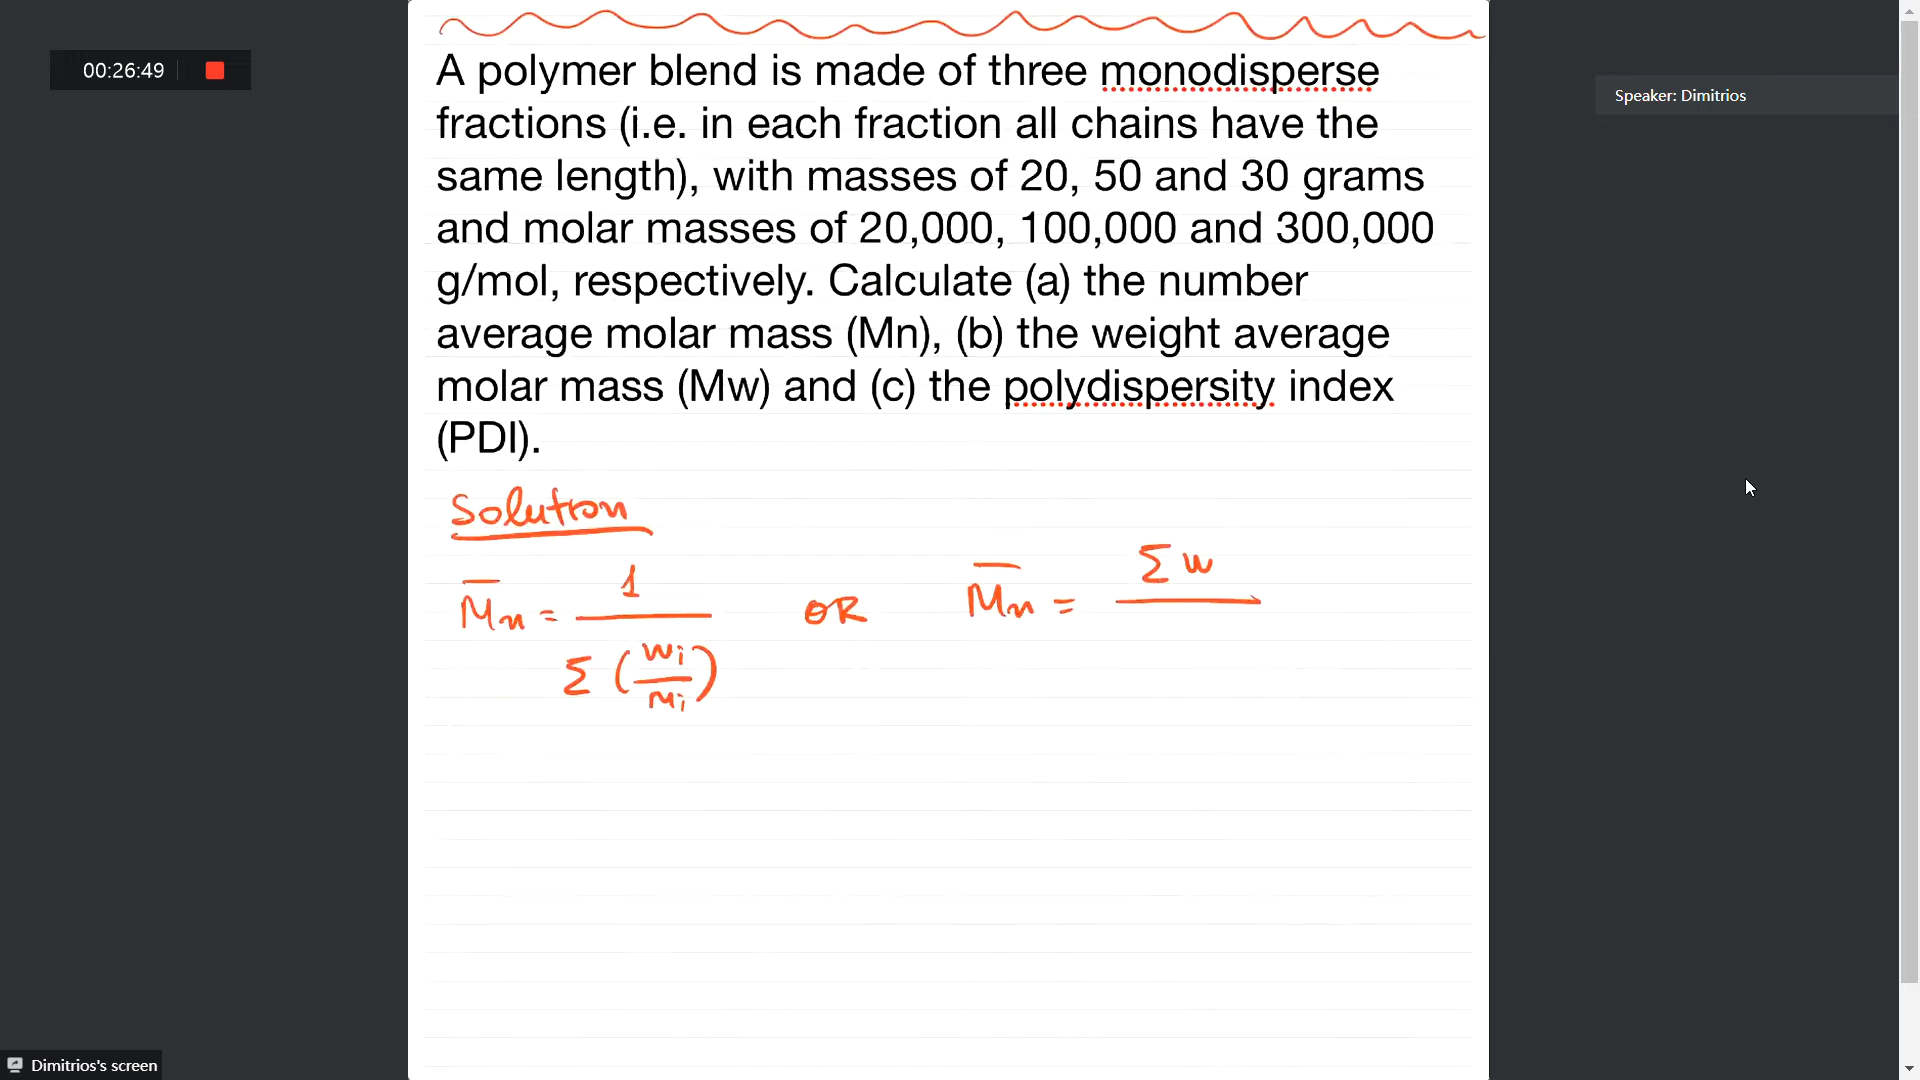 00:26:49
Speaker: Dimitrios
A polymer blend is made of three monodisperse
fractions (i.e. in each fraction all chains have the
same length), with masses of 20, 50 and 30 grams
and molar masses of 20,000, 100,000 and 300,000
g/mol, respectively. Calculate (a) the number
average molar mass (Mn), (b) the weight average
molar mass (Mw) and (c) the polydispersity index
(PDI).
Solution
M̅n = 1 / Σ (wi/Mi) OR M̅n = Σ w
Dimitrios's screen